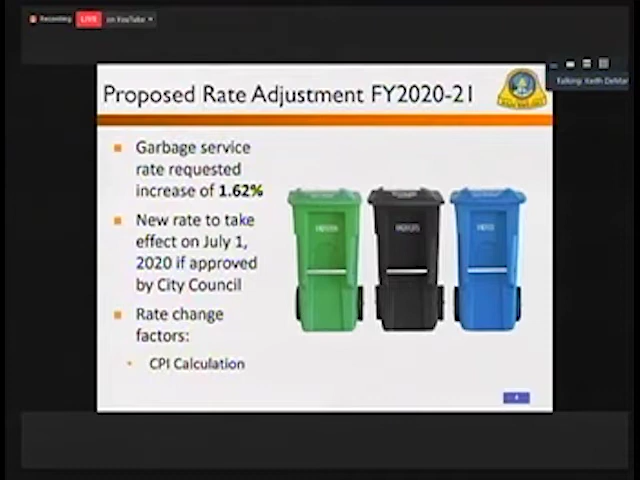 Recording LIVE on YouTube
Talking: Keith DeMar
Proposed Rate Adjustment FY2020-21
Garbage service
rate requested
increase of 1.62%
New rate to take
effect on July 1,
2020 if approved
by City Council
Rate change
factors:
CPI Calculation